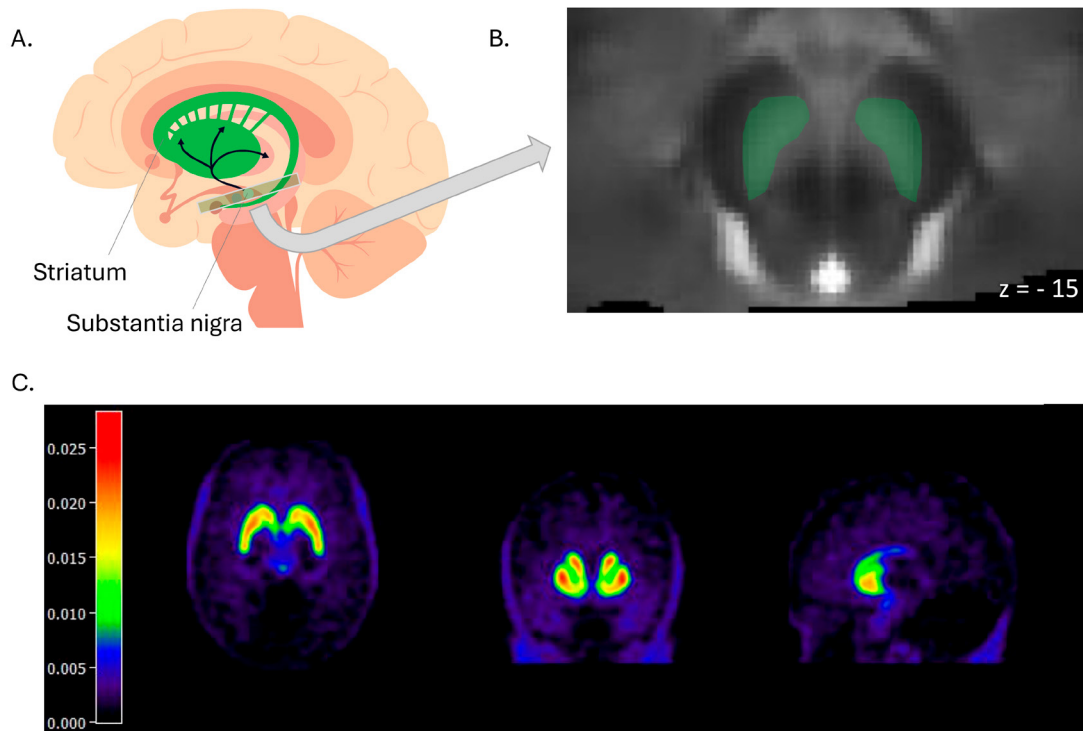 A.
B.
Striatum
Substantia nigra
z = - 15
C.
0.025
0.020
0.015
0.010
0.005
0.000